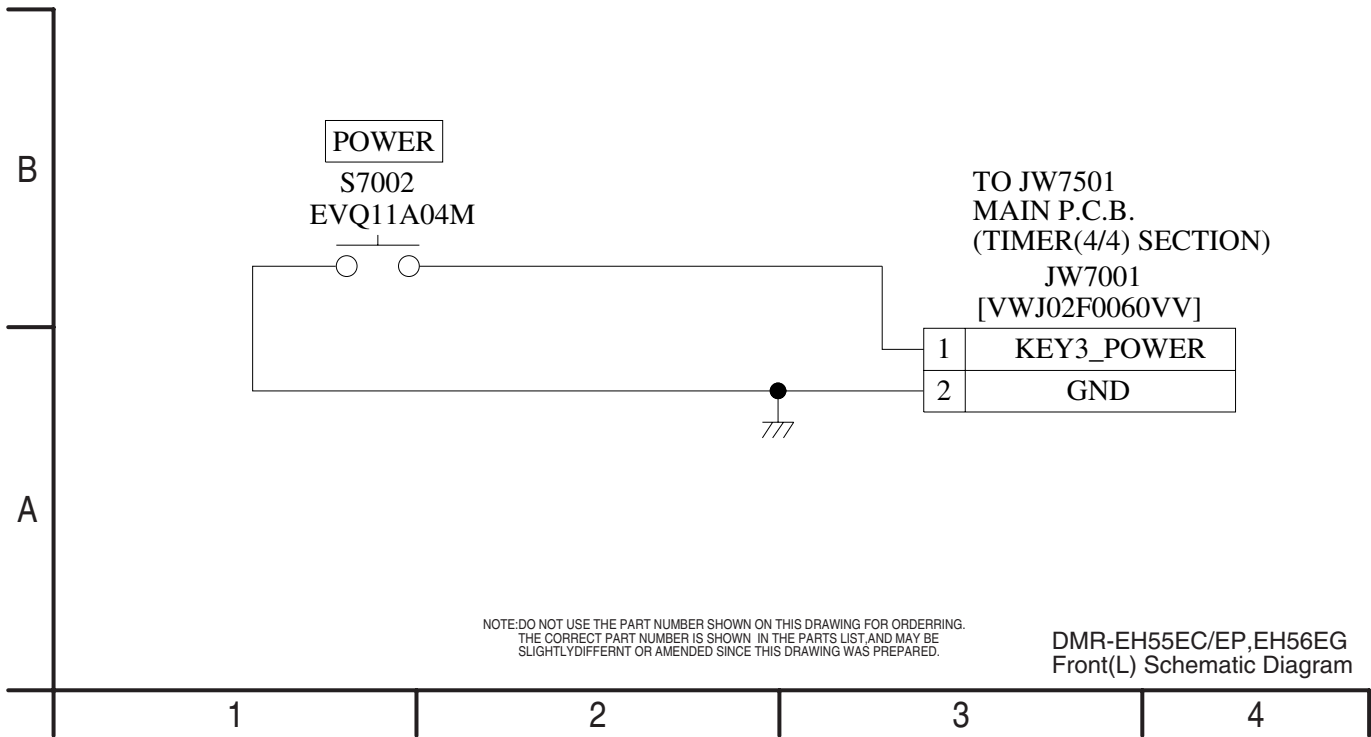 B
POWER
S7002
EVQ11A04M
TO JW7501
MAIN P.C.B.
(TIMER(4/4) SECTION)
JW7001
[VWJ02F0060VV]
1 KEY3_POWER
2 GND
A
NOTE:DO NOT USE THE PART NUMBER SHOWN ON THIS DRAWING FOR ORDERRING.
THE CORRECT PART NUMBER IS SHOWN IN THE PARTS LIST,AND MAY BE
SLIGHTLYDIFFERNT OR AMENDED SINCE THIS DRAWING WAS PREPARED.
DMR-EH55EC/EP,EH56EG
Front(L) Schematic Diagram
1 2 3 4